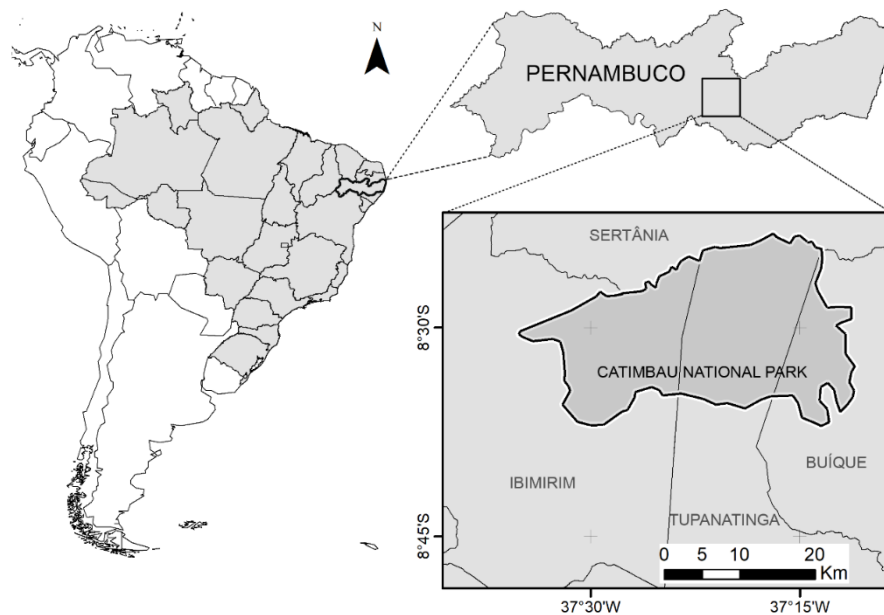 N
PERNAMBUCO
SERTÂNIA
8°30'S
CATIMBAU NATIONAL PARK
BUÍQUE
IBIMIRIM
TUPANATINGA
8°45'S
0 5 10 20
Km
37°30'W
37°15'W